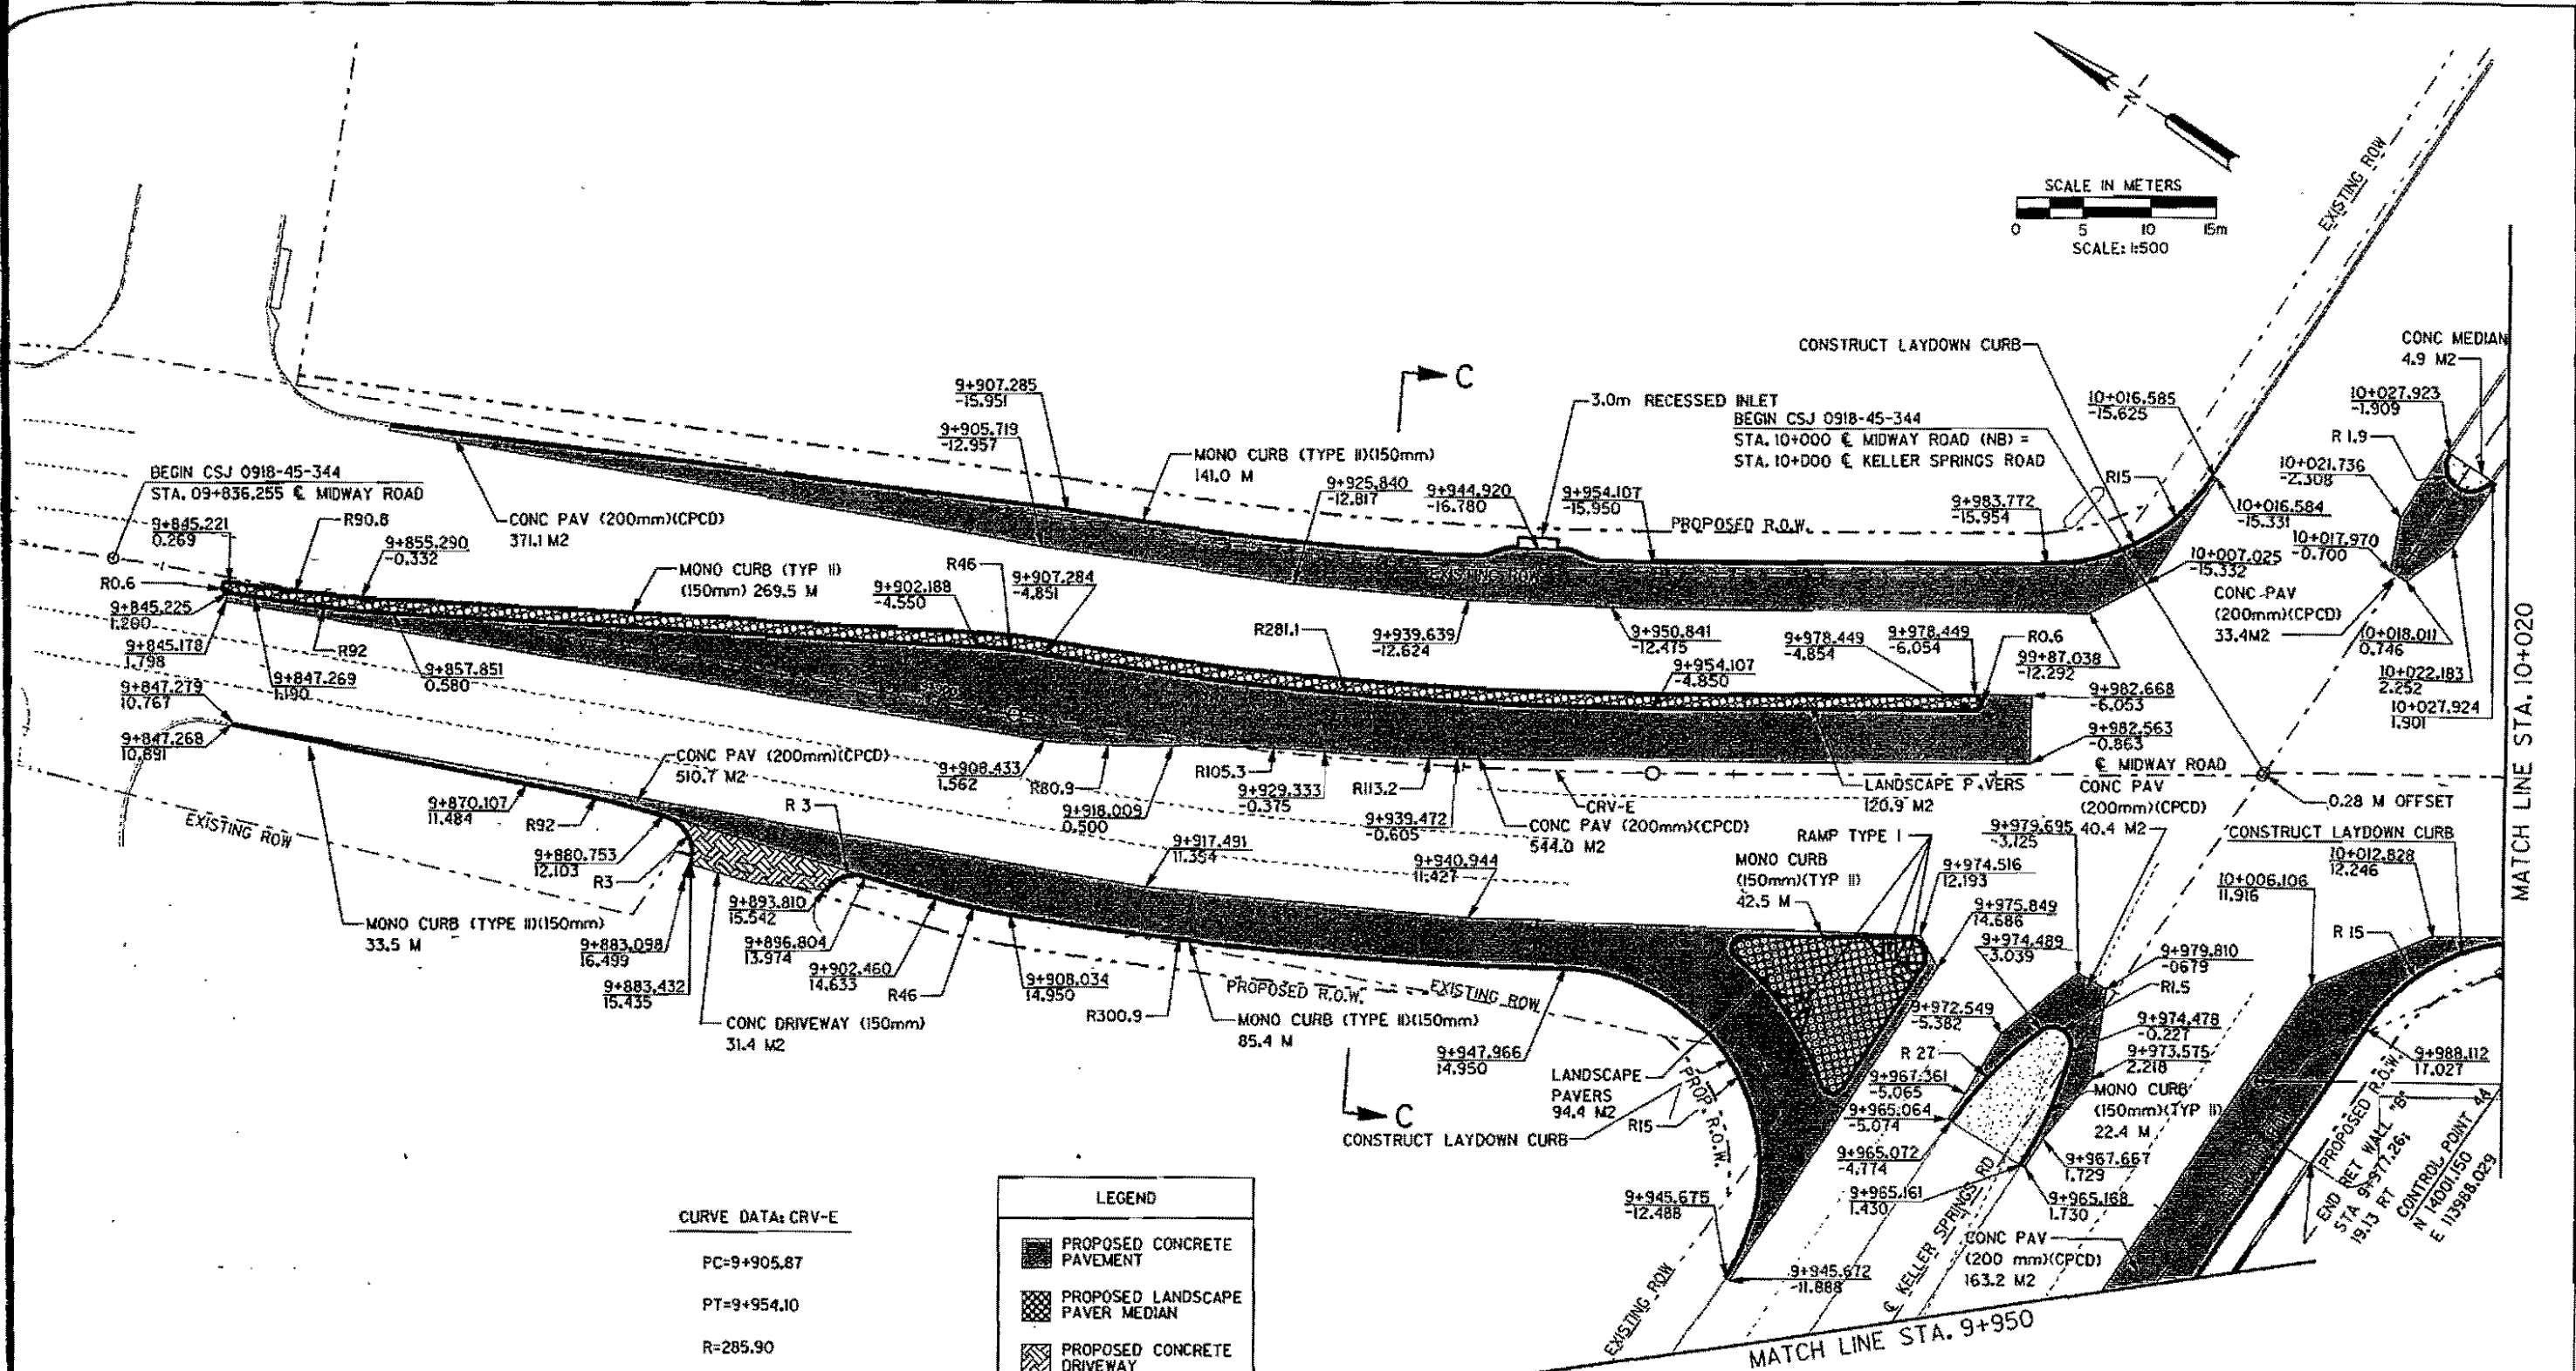 SCALE IN METERS
0 5 10 15m
SCALE: 1:500
N
EXISTING ROW
CONSTRUCT LAYDOWN CURB
CONC MEDIAN
4.9 M2
C
9+907.285
-15.951
9+905.719
-12.957
3.0m RECESSED INLET
BEGIN CSJ 0918-45-344
STA. 10+000 ℄ MIDWAY ROAD (NB) =
STA. 10+000 ℄ KELLER SPRINGS ROAD
10+016.585
-15.625
10+027.923
-1.909
R 1.9
10+021.736
-2.308
MONO CURB (TYPE II)(150mm)
141.0 M
9+925.840
-12.817
9+944.920
-16.780
9+954.107
-15.950
PROPOSED R.O.W.
9+983.772
-15.954
R15
10+016.584
-15.331
10+017.970
-0.700
BEGIN CSJ 0918-45-344
STA. 09+836.255 ℄ MIDWAY ROAD
9+845.221
0.269
R90.8
9+855.290
-0.332
CONC PAV (200mm)(CPCD)
371.1 M2
MONO CURB (TYP II)
(150mm) 269.5 M
9+902.188
-4.550
R46
9+907.284
-4.851
EXISTING ROW
10+007.025
-15.332
CONC PAV
(200mm)(CPCD)
33.4M2
10+018.011
0.746
10+022.183
2.252
10+027.924
1.901
R0.6
9+845.225
1.200
9+845.178
1.798
9+847.269
1.190
R92
9+857.851
0.580
R281.1
9+939.639
-12.624
9+950.841
-12.475
9+954.107
-4.850
9+978.449
-4.854
9+978.449
-6.054
R0.6
99+87.038
-12.292
9+982.668
-6.053
9+982.563
-0.863
℄ MIDWAY ROAD
MATCH LINE STA. 10+020
9+847.279
10.767
9+847.268
10.891
EXISTING ROW
9+870.107
11.484
R92
CONC PAV (200mm)(CPCD)
510.7 M2
9+908.433
1.562
R80.9
9+918.009
0.500
R105.3
9+929.333
-0.375
R113.2
9+939.472
-0.605
CRV-E
CONC PAV (200mm)(CPCD)
544.0 M2
LANDSCAPE PAVERS
120.9 M2
CONC PAV
(200mm)(CPCD)
40.4 M2
0.28 M OFFSET
CONSTRUCT LAYDOWN CURB
10+012.828
12.246
10+006.106
11.916
R 15
9+880.753
12.103
R3
R 3
9+917.491
11.354
9+940.944
11.427
RAMP TYPE I
MONO CURB
(150mm)(TYP II)
42.5 M
9+979.695
-3.125
9+974.516
12.193
9+975.849
14.686
9+974.489
-3.039
9+979.810
-0679
R1.5
MONO CURB (TYPE II)(150mm)
33.5 M
9+883.098
16.499
9+883.432
15.435
9+893.810
15.542
9+896.804
13.974
9+902.460
14.633
R46
9+908.034
14.950
CONC DRIVEWAY (150mm)
31.4 M2
R300.9
PROPOSED R.O.W.
EXISTING ROW
MONO CURB (TYPE II)(150mm)
85.4 M
9+947.966
14.950
C
LANDSCAPE
PAVERS
94.4 M2
CONSTRUCT LAYDOWN CURB
R15
PROP. R.O.W.
9+972.549
-5.382
R 27
9+967.361
-5.065
9+965.064
-5.074
9+965.072
-4.774
9+965.161
1.430
9+974.478
-0.227
9+973.575
2.218
MONO CURB
(150mm)(TYP II)
22.4 M
9+967.667
1.729
9+965.168
1.730
9+988.112
17.027
PROPOSED R.O.W.
END RET WALL "B"
19.13 RT
CONTROL POINT 44
N 14001.150
E 113988.029
9+945.675
-12.488
9+945.672
-11.888
EXISTING ROW
℄ KELLER SPRINGS RD
CONC PAV
(200 mm)(CPCD)
163.2 M2
MATCH LINE STA. 9+950
CURVE DATA: CRV-E
PC=9+905.87
PT=9+954.10
R=285.90
LEGEND
PROPOSED CONCRETE
PAVEMENT
PROPOSED LANDSCAPE
PAVER MEDIAN
PROPOSED CONCRETE
DRIVEWAY